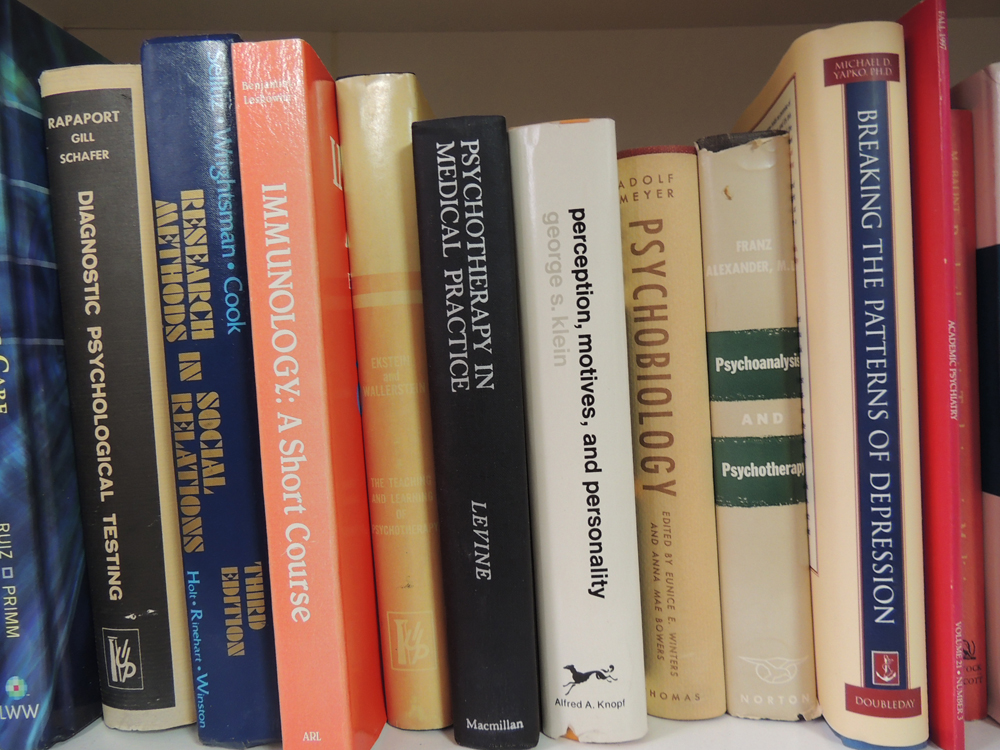 CARE
RUIZ □ PRIMM
LWW
RAPAPORT
GILL
SCHAFER
DIAGNOSTIC PSYCHOLOGICAL TESTING
Wrightsman • Cook
RESEARCH IN SOCIAL
METHODS RELATIONS
THIRD
EDITION
Holt • Rinehart • Winston
Benjamin
IMMUNOLOGY: A Short Course
ARL
EKSTEIN
and
WALLERSTEIN
THE TEACHING
AND LEARNING
OF
PSYCHOTHERAPY
PSYCHOTHERAPY IN
MEDICAL PRACTICE
LEVINE
Macmillan
perception, motives, and personality
george s. klein
Alfred A. Knopf
ADOLF
MEYER
PSYCHOBIOLOGY
EDITED BY EUNICE E. WINTERS
AND ANNA MAE BOWERS
THOMAS
FRANZ
ALEXANDER, M.
Psychoanalysis
AND
Psychotherapy
NORTON
MICHAEL D.
YAPKO, PH.D.
BREAKING THE PATTERNS OF DEPRESSION
DOUBLEDAY
FALL 1997
ACADEMIC PSYCHIATRY
VOLUME 21 • NUMBER 3